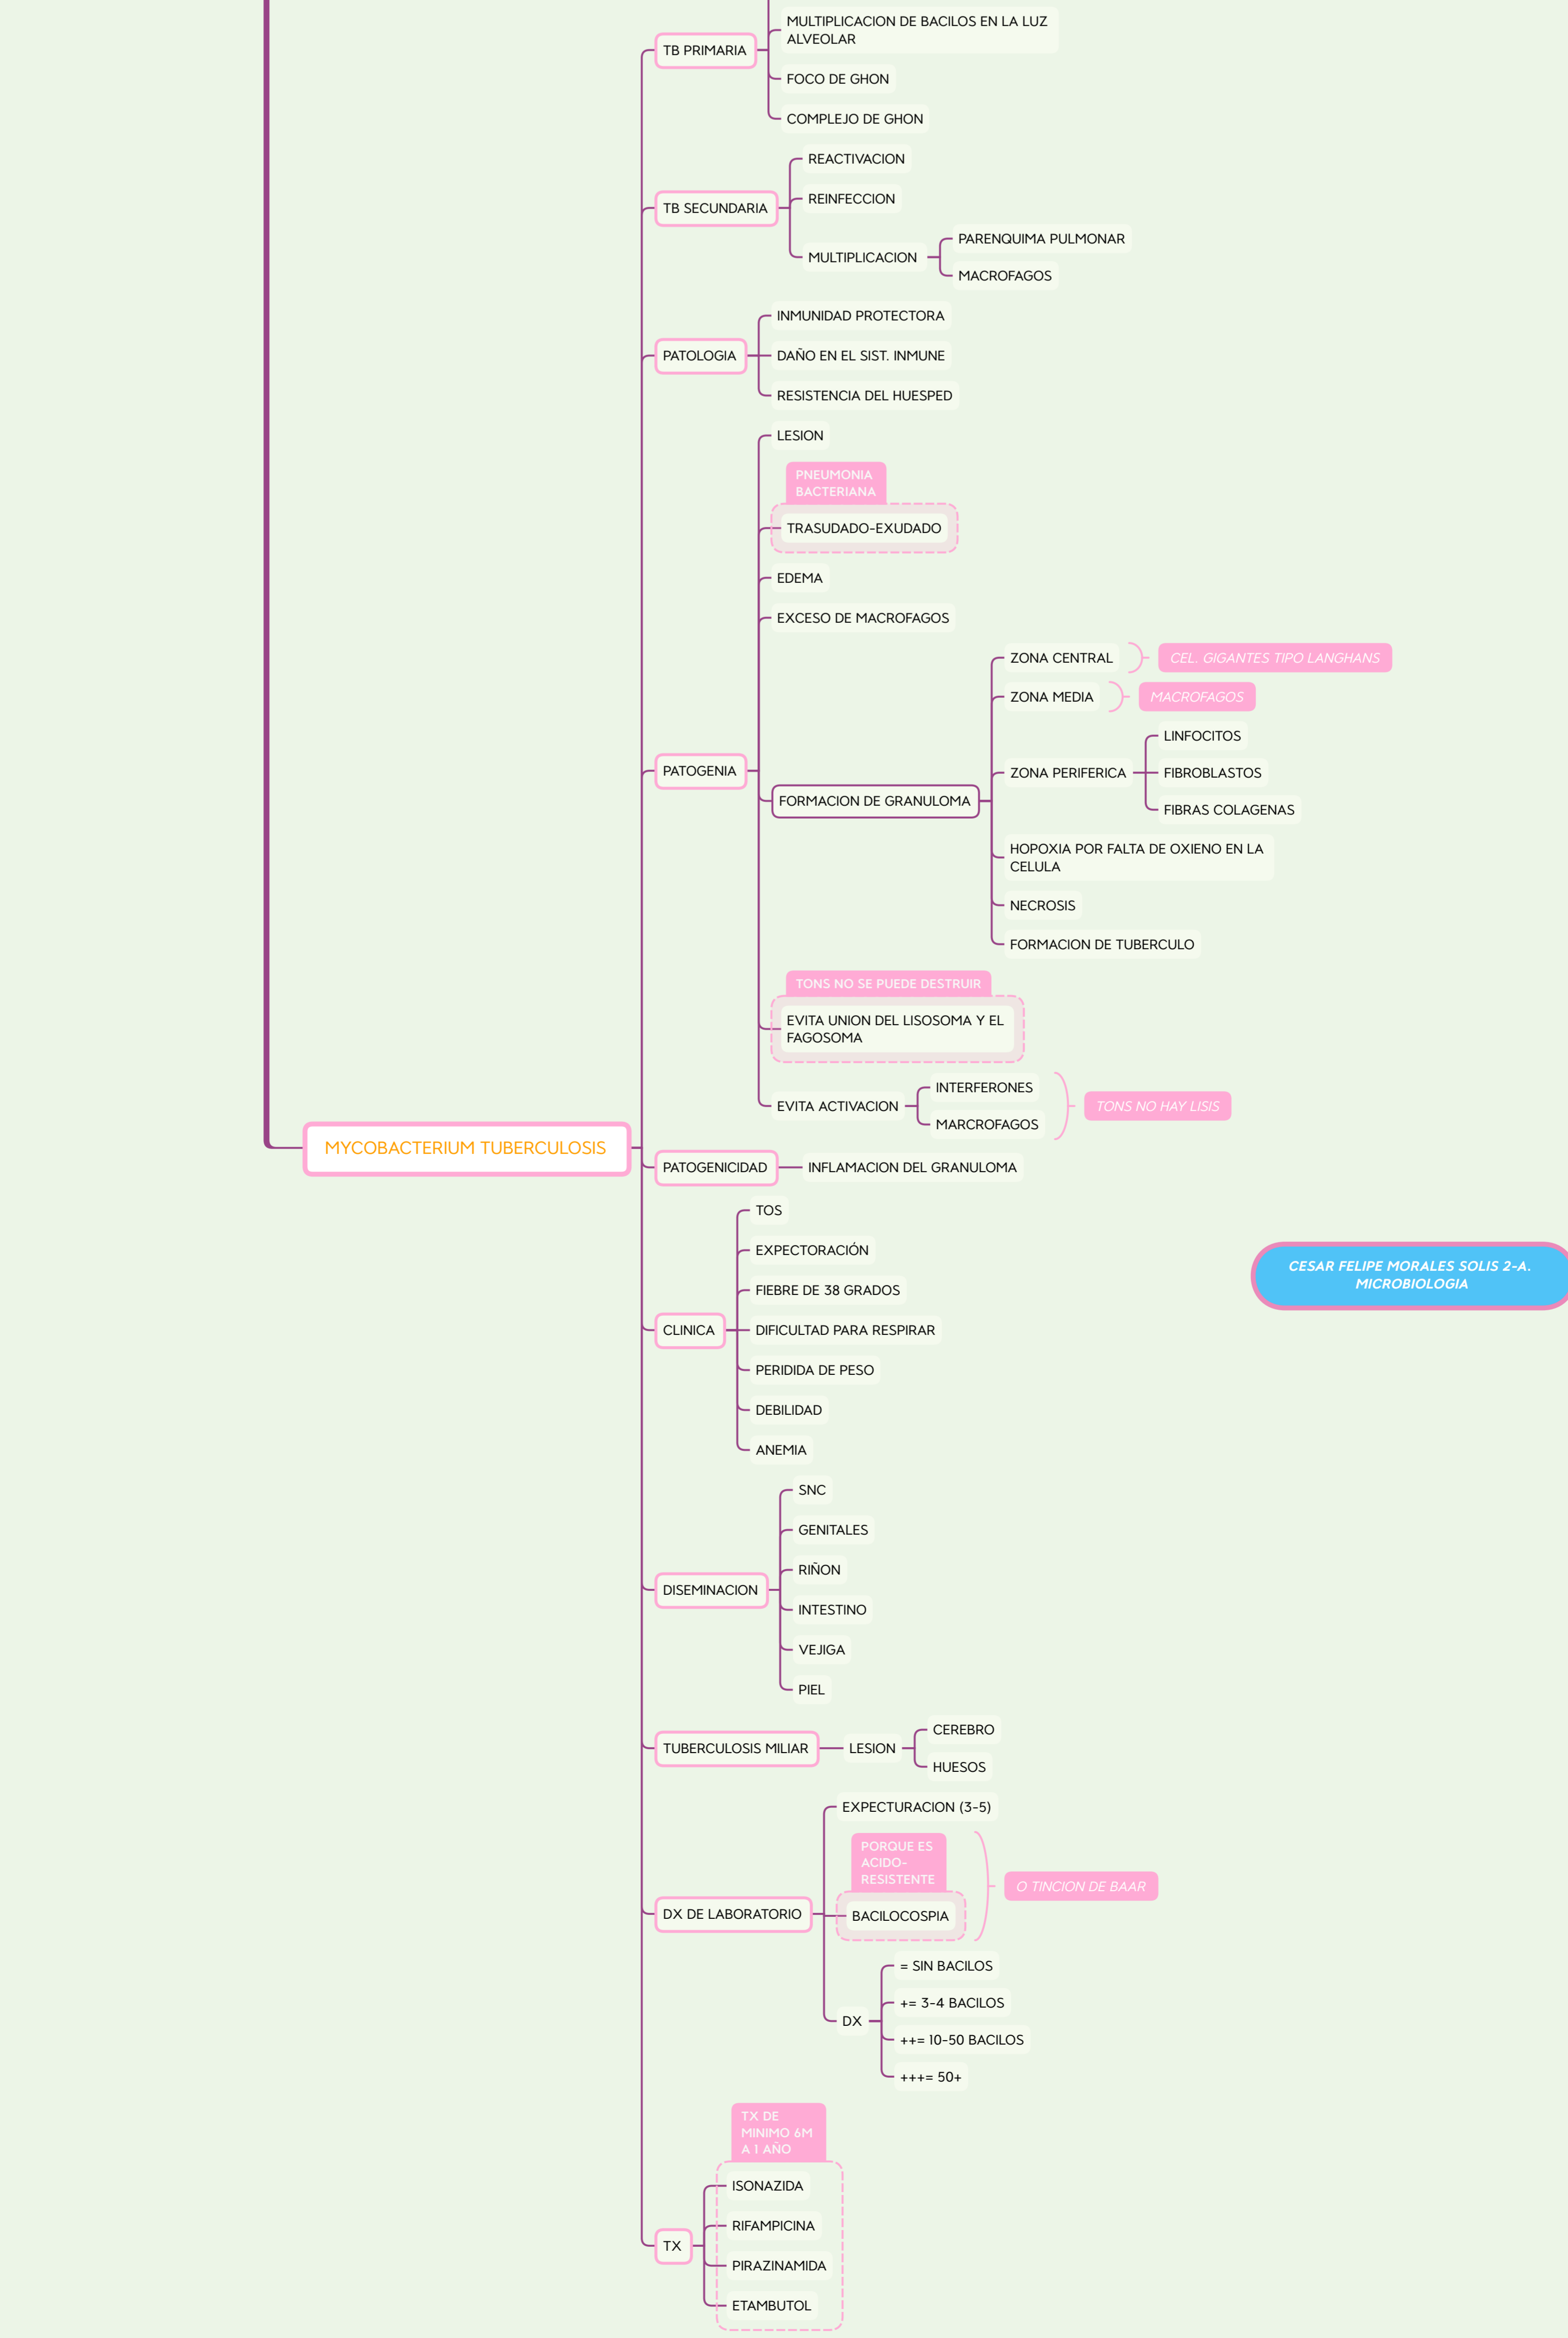 MULTIPLICACION DE BACILOS EN LA LUZ
ALVEOLAR
TB PRIMARIA
FOCO DE GHON
COMPLEJO DE GHON
REACTIVACION
TB SECUNDARIA
REINFECCION
MULTIPLICACION
PARENQUIMA PULMONAR
MACROFAGOS
INMUNIDAD PROTECTORA
PATOLOGIA
DAÑO EN EL SIST. INMUNE
RESISTENCIA DEL HUESPED
LESION
PNEUMONIA
BACTERIANA
TRASUDADO-EXUDADO
EDEMA
EXCESO DE MACROFAGOS
PATOGENIA
FORMACION DE GRANULOMA
ZONA CENTRAL
CEL. GIGANTES TIPO LANGHANS
ZONA MEDIA
MACROFAGOS
ZONA PERIFERICA
LINFOCITOS
FIBROBLASTOS
FIBRAS COLAGENAS
HOPOXIA POR FALTA DE OXIENO EN LA
CELULA
NECROSIS
FORMACION DE TUBERCULO
TONS NO SE PUEDE DESTRUIR
EVITA UNION DEL LISOSOMA Y EL
FAGOSOMA
EVITA ACTIVACION
INTERFERONES
MARCROFAGOS
TONS NO HAY LISIS
MYCOBACTERIUM TUBERCULOSIS
PATOGENICIDAD
INFLAMACION DEL GRANULOMA
TOS
EXPECTORACIÓN
FIEBRE DE 38 GRADOS
CLINICA
DIFICULTAD PARA RESPIRAR
PERIDIDA DE PESO
DEBILIDAD
ANEMIA
CESAR FELIPE MORALES SOLIS 2-A.
MICROBIOLOGIA
SNC
GENITALES
RIÑON
DISEMINACION
INTESTINO
VEJIGA
PIEL
TUBERCULOSIS MILIAR
LESION
CEREBRO
HUESOS
EXPECTURACION (3-5)
PORQUE ES
ACIDO-
RESISTENTE
O TINCION DE BAAR
DX DE LABORATORIO
BACILOCOSPIA
DX
= SIN BACILOS
+= 3-4 BACILOS
++= 10-50 BACILOS
+++= 50+
TX DE
MINIMO 6M
A 1 AÑO
ISONAZIDA
RIFAMPICINA
TX
PIRAZINAMIDA
ETAMBUTOL